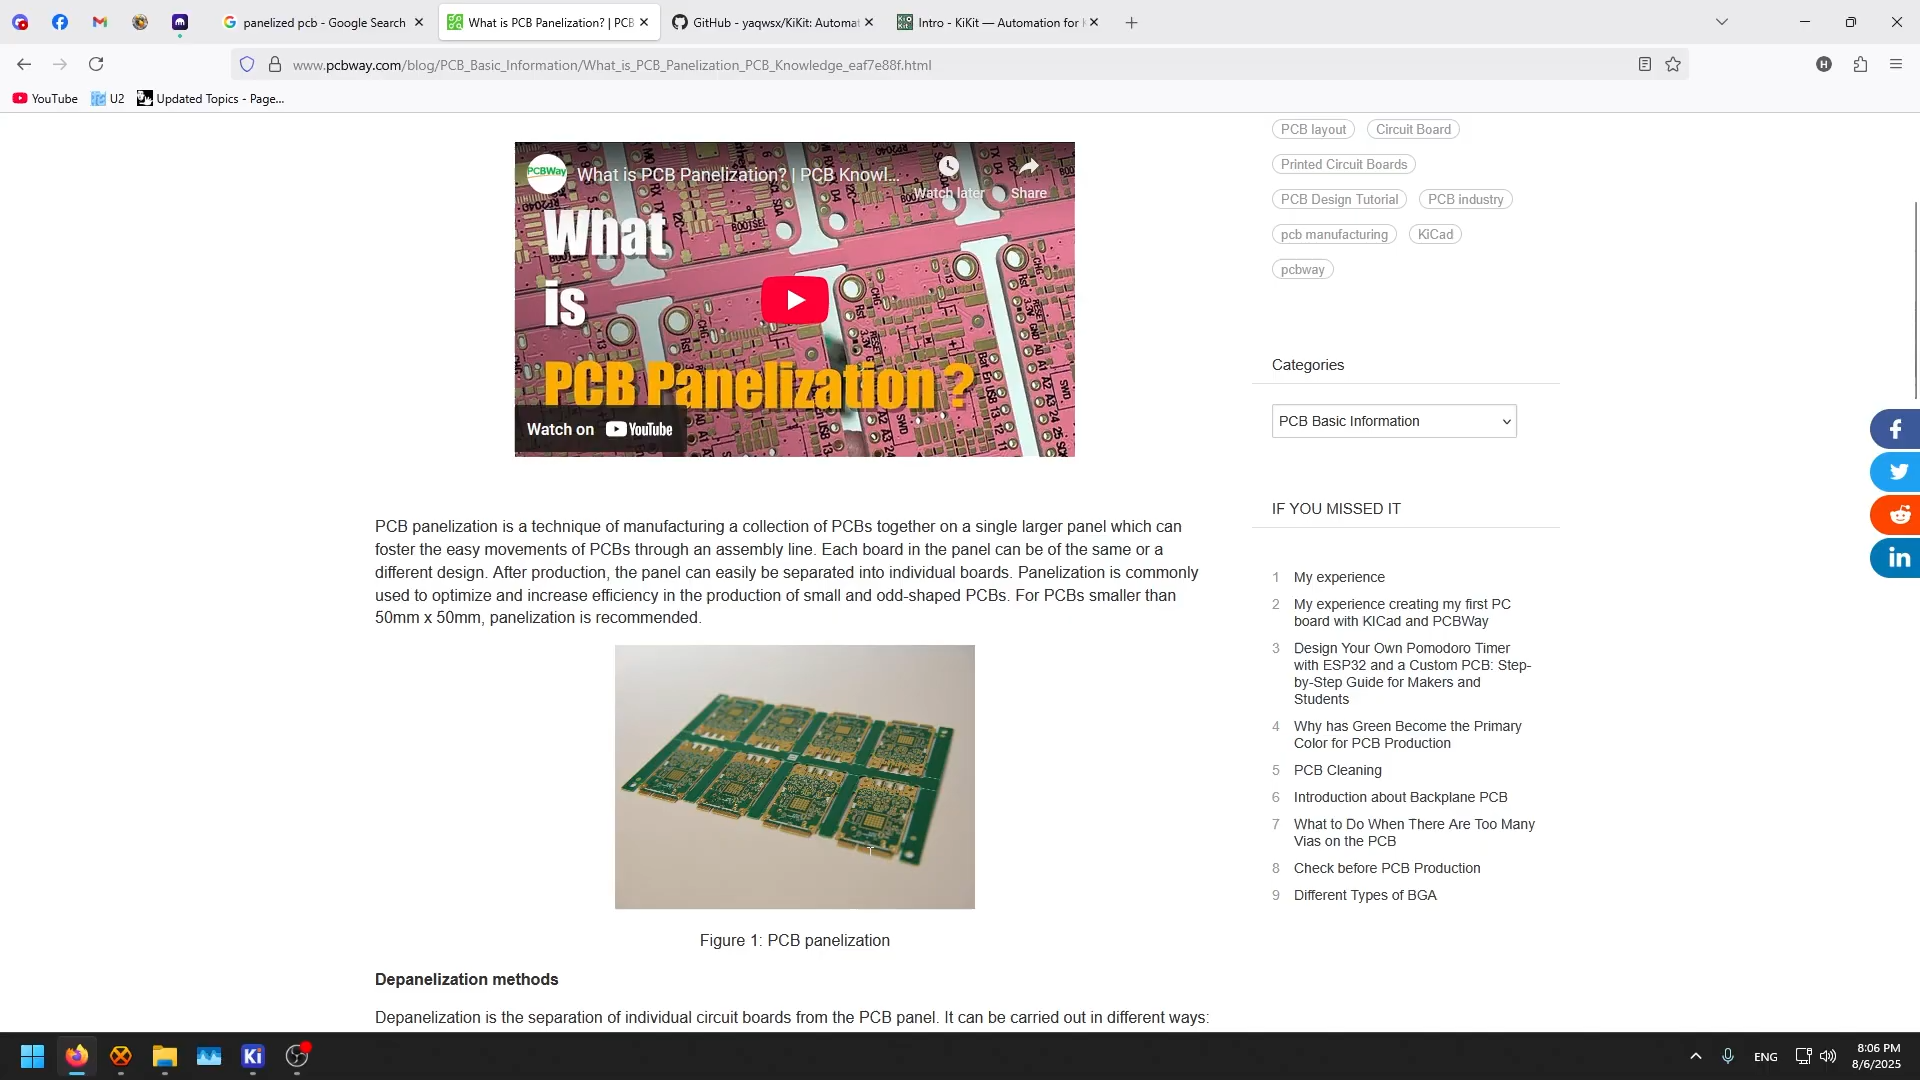 panelized pcb - Google Search
What is PCB Panelization? | PCB
GitHub - yaqwsx/KiKit: Automat
Intro - KiKit — Automation for
www.pcbway.com/blog/PCB_Basic_Information/What_is_PCB_Panelization_PCB_Knowledge_eaf7e88f.html
H
YouTube
U2
Updated Topics - Page...
PCBWay
What is PCB Panelization? | PCB Knowl...
Watch later
Share
What
is
PCB Panelization ?
Watch on YouTube
PCB panelization is a technique of manufacturing a collection of PCBs together on a single larger panel which can
foster the easy movements of PCBs through an assembly line. Each board in the panel can be of the same or a
different design. After production, the panel can easily be separated into individual boards. Panelization is commonly
used to optimize and increase efficiency in the production of small and odd-shaped PCBs. For PCBs smaller than
50mm x 50mm, panelization is recommended.
Figure 1: PCB panelization
Depanelization methods
Depanelization is the separation of individual circuit boards from the PCB panel. It can be carried out in different ways:
PCB layout
Circuit Board
Printed Circuit Boards
PCB Design Tutorial
PCB industry
pcb manufacturing
KiCad
pcbway
Categories
PCB Basic Information
IF YOU MISSED IT
1 My experience
2 My experience creating my first PC
board with KICad and PCBWay
3 Design Your Own Pomodoro Timer
with ESP32 and a Custom PCB: Step-
by-Step Guide for Makers and
Students
4 Why has Green Become the Primary
Color for PCB Production
5 PCB Cleaning
6 Introduction about Backplane PCB
7 What to Do When There Are Too Many
Vias on the PCB
8 Check before PCB Production
9 Different Types of BGA
Ki
ENG
8:06 PM
8/6/2025